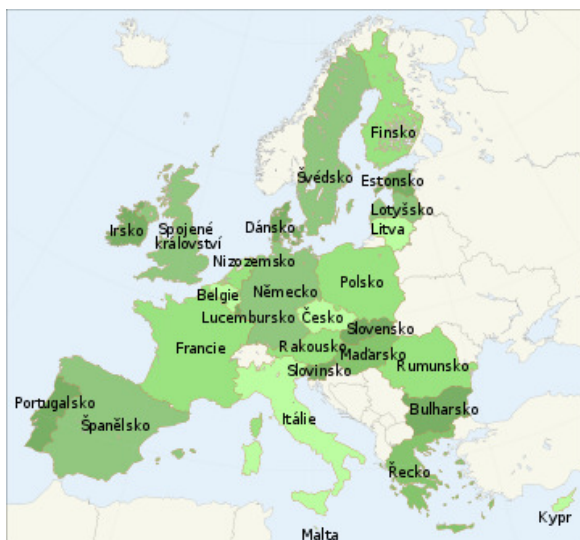 Finsko
Švédsko
Estonsko
Lotyšsko
Litva
Irsko
Spojené
království
Dánsko
Nizozemsko
Belgie
Německo
Polsko
Lucembursko
Česko
Slovensko
Francie
Rakousko
Maďarsko
Rumunsko
Slovinsko
Portugalsko
Španělsko
Itálie
Bulharsko
Řecko
Kypr
Malta